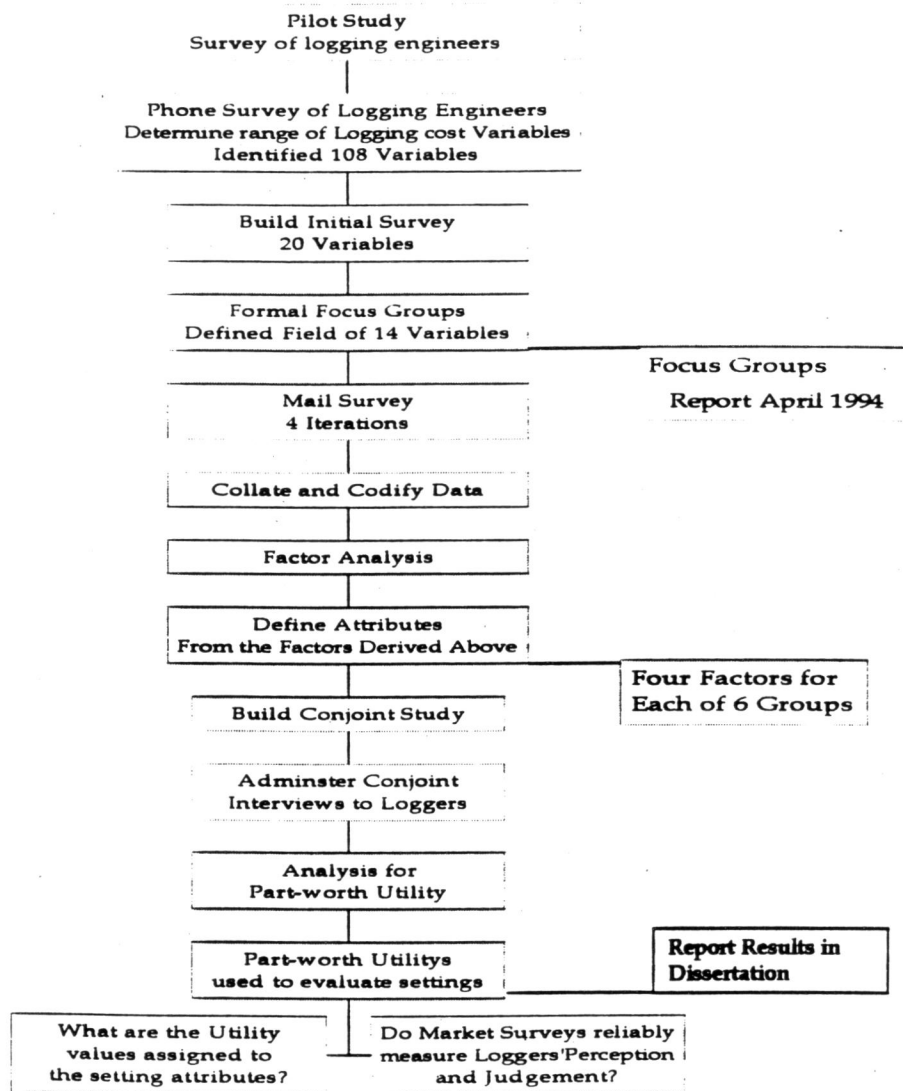 Pilot Study
Survey of logging engineers
Phone Survey of Logging Engineers
Determine range of Logging cost Variables
Identified 108 Variables
Build Initial Survey
20 Variables
Formal Focus Groups
Defined Field of 14 Variables
Focus Groups
Report April 1994
Mail Survey
4 Iterations
Collate and Codify Data
Factor Analysis
Define Attributes
From the Factors Derived Above
Four Factors for
Each of 6 Groups
Build Conjoint Study
Adminster Conjoint
Interviews to Loggers
Analysis for
Part-worth Utility
Part-worth Utilitys
used to evaluate settings
Report Results in
Dissertation
What are the Utility
values assigned to
the setting attributes?
Do Market Surveys reliably
measure Loggers'Perception
and Judgement?